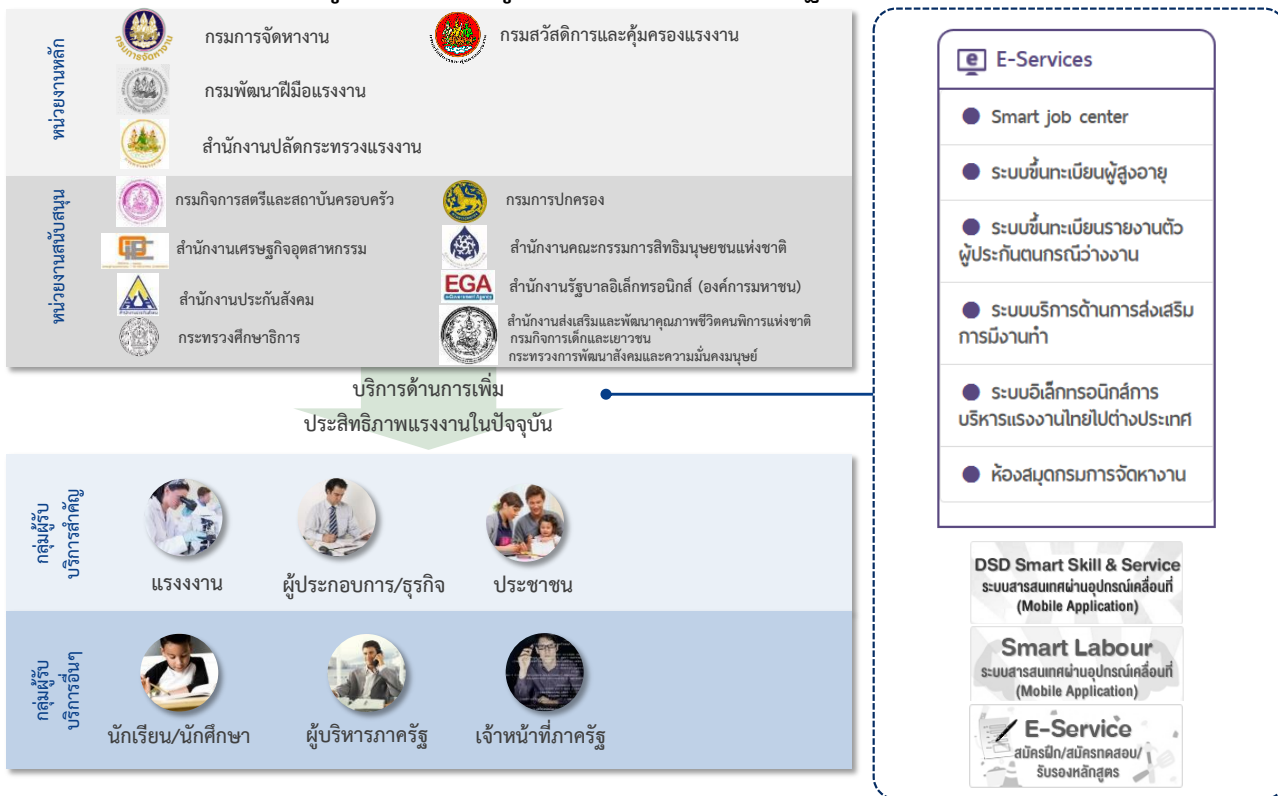 หน่วยงานหลัก
กรมการจัดหางาน
กรมการจัดหางาน
กรมสวัสดิการและคุ้มครองแรงงาน
กรมพัฒนาฝีมือแรงงาน
สำนักงานปลัดกระทรวงแรงงาน
หน่วยงานสนับสนุน
กรมกิจการสตรีและสถาบันครอบครัว
กรมการปกครอง
สำนักงานเศรษฐกิจอุตสาหกรรม
สำนักงานคณะกรรมการสิทธิมนุษยชนแห่งชาติ
สำนักงานประกันสังคม
EGA
สำนักงานรัฐบาลอิเล็กทรอนิกส์ (องค์การมหาชน)
กระทรวงศึกษาธิการ
สำนักงานส่งเสริมและพัฒนาคุณภาพชีวิตคนพิการแห่งชาติ
กรมกิจการเด็กและเยาวชน
กระทรวงการพัฒนาสังคมและความมั่นคงมนุษย์
บริการด้านการเพิ่ม
ประสิทธิภาพแรงงานในปัจจุบัน
กลุ่มผู้รับ
บริการสำคัญ
แรงงงาน
ผู้ประกอบการ/ธุรกิจ
ประชาชน
กลุ่มผู้รับ
บริการอื่นๆ
นักเรียน/นักศึกษา
ผู้บริหารภาครัฐ
เจ้าหน้าที่ภาครัฐ
E-Services
Smart job center
ระบบขึ้นทะเบียนผู้สูงอายุ
ระบบขึ้นทะเบียนรายงานตัว
ผู้ประกันตนกรณีว่างงาน
ระบบบริการด้านการส่งเสริม
การมีงานทำ
ระบบอิเล็กทรอนิกส์การ
บริหารแรงงานไทยไปต่างประเทศ
ห้องสมุดกรมการจัดหางาน
DSD Smart Skill & Service
ระบบสารสนเทศผ่านอุปกรณ์เคลื่อนที่
(Mobile Application)
Smart Labour
ระบบสารสนเทศผ่านอุปกรณ์เคลื่อนที่
(Mobile Application)
E-Service
สมัครฝึก/สมัครทดสอบ/
รับรองหลักสูตร